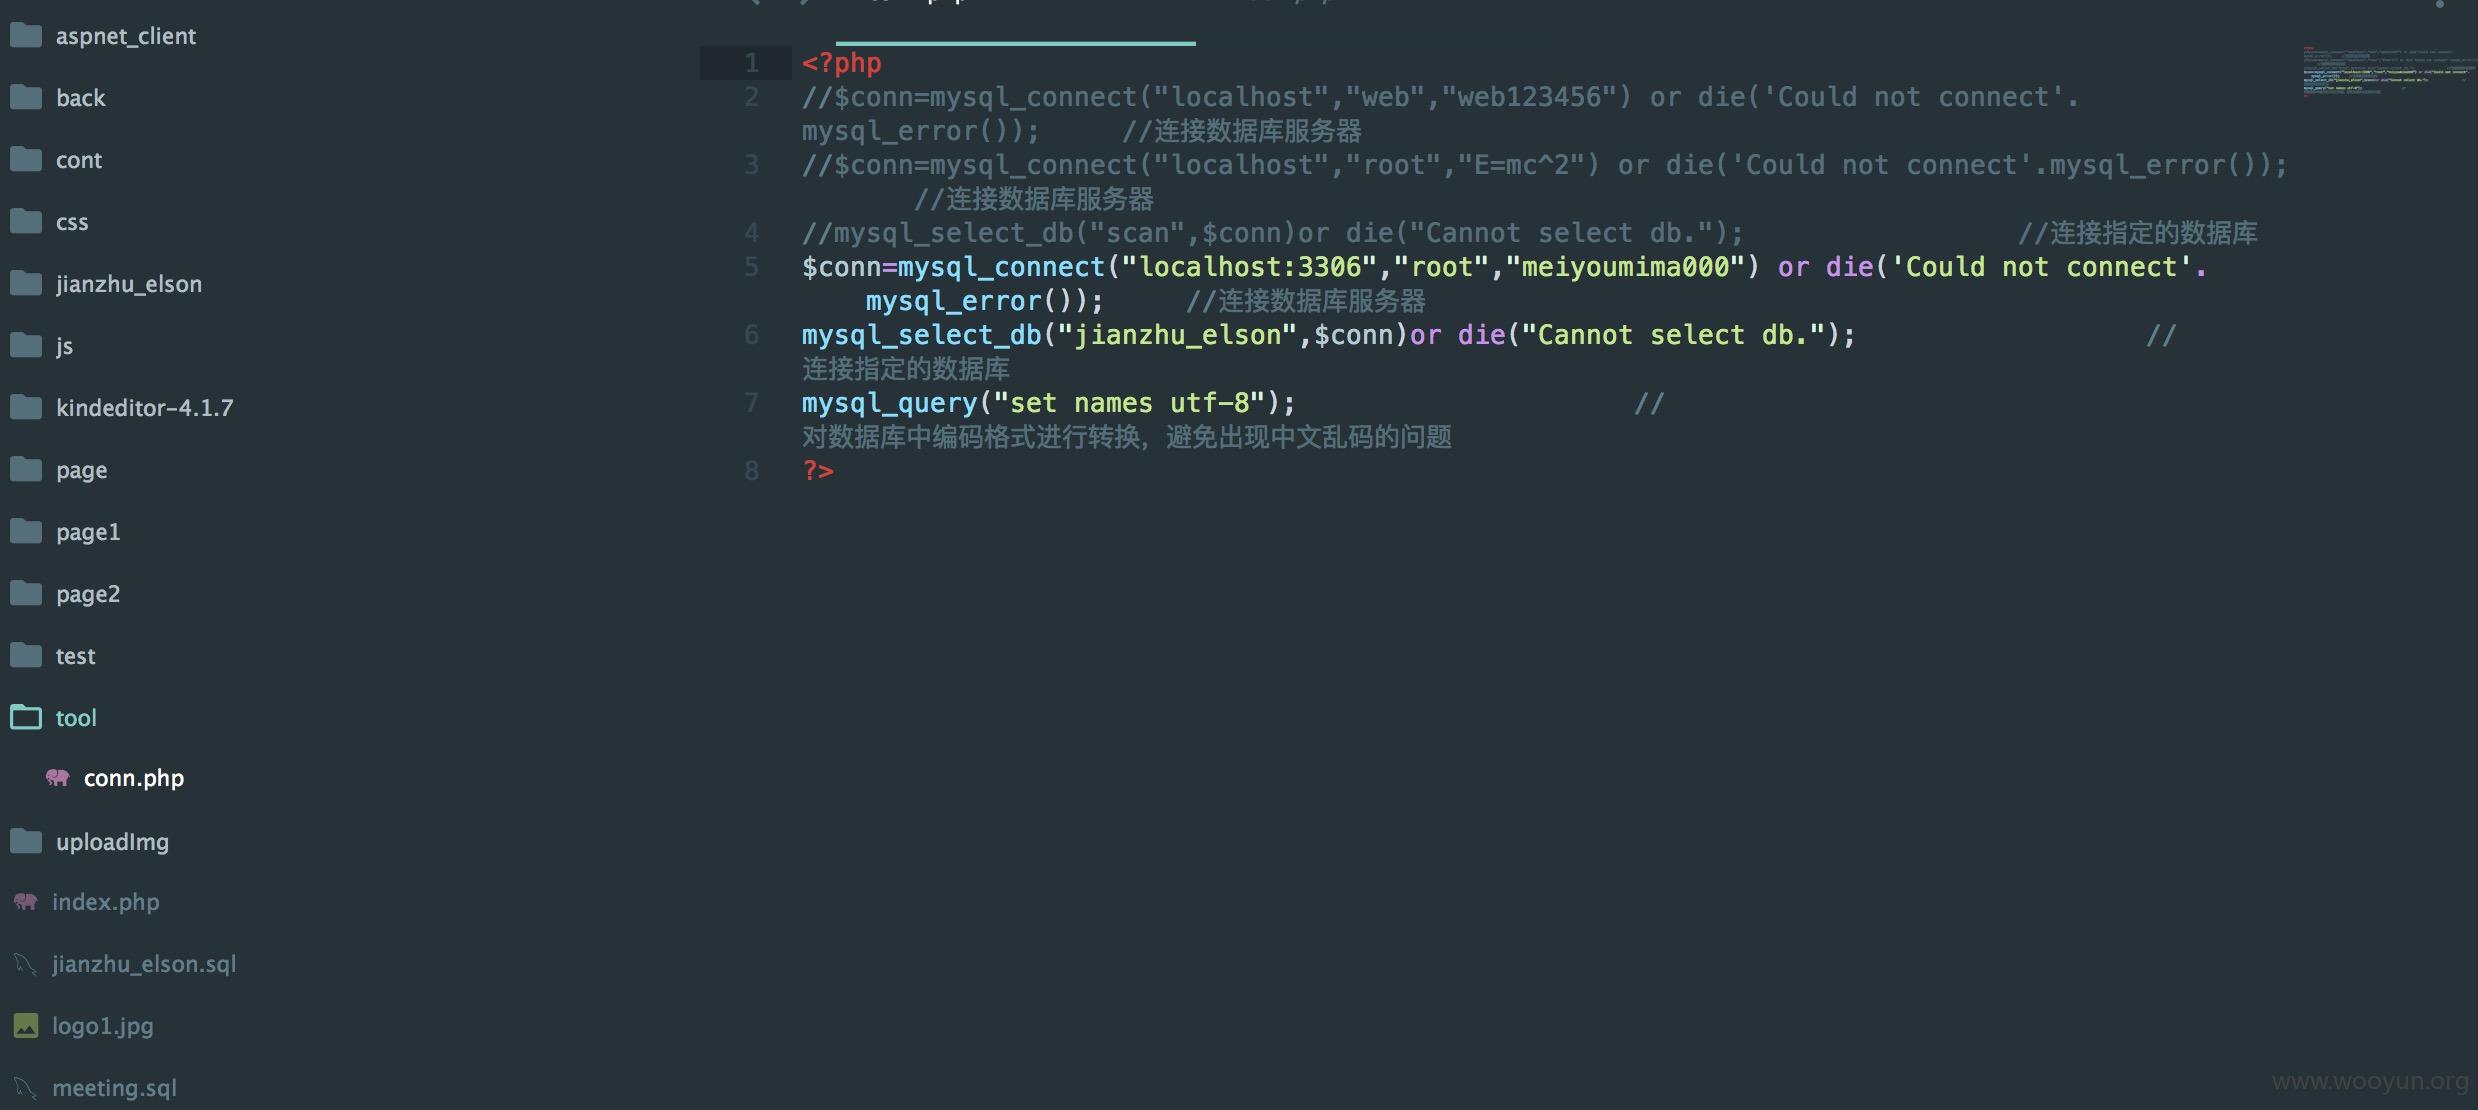 aspnet_client
back
cont
css
jianzhu_elson
js
kindeditor-4.1.7
page
page1
page2
test
tool
conn.php
uploadImg
index.php
jianzhu_elson.sql
logo1.jpg
meeting.sql
1 <?php
2 //$conn=mysql_connect("localhost","web","web123456") or die('Could not connect'.
mysql_error()); //连接数据库服务器
3 //$conn=mysql_connect("localhost","root","E=mc^2") or die('Could not connect'.mysql_error());
//连接数据库服务器
4 //mysql_select_db("scan",$conn)or die("Cannot select db."); //连接指定的数据库
5 $conn=mysql_connect("localhost:3306","root","meiyoumima000") or die('Could not connect'.
mysql_error()); //连接数据库服务器
6 mysql_select_db("jianzhu_elson",$conn)or die("Cannot select db."); //
连接指定的数据库
7 mysql_query("set names utf-8"); //
对数据库中编码格式进行转换，避免出现中文乱码的问题
8 ?>
www.wooyun.org